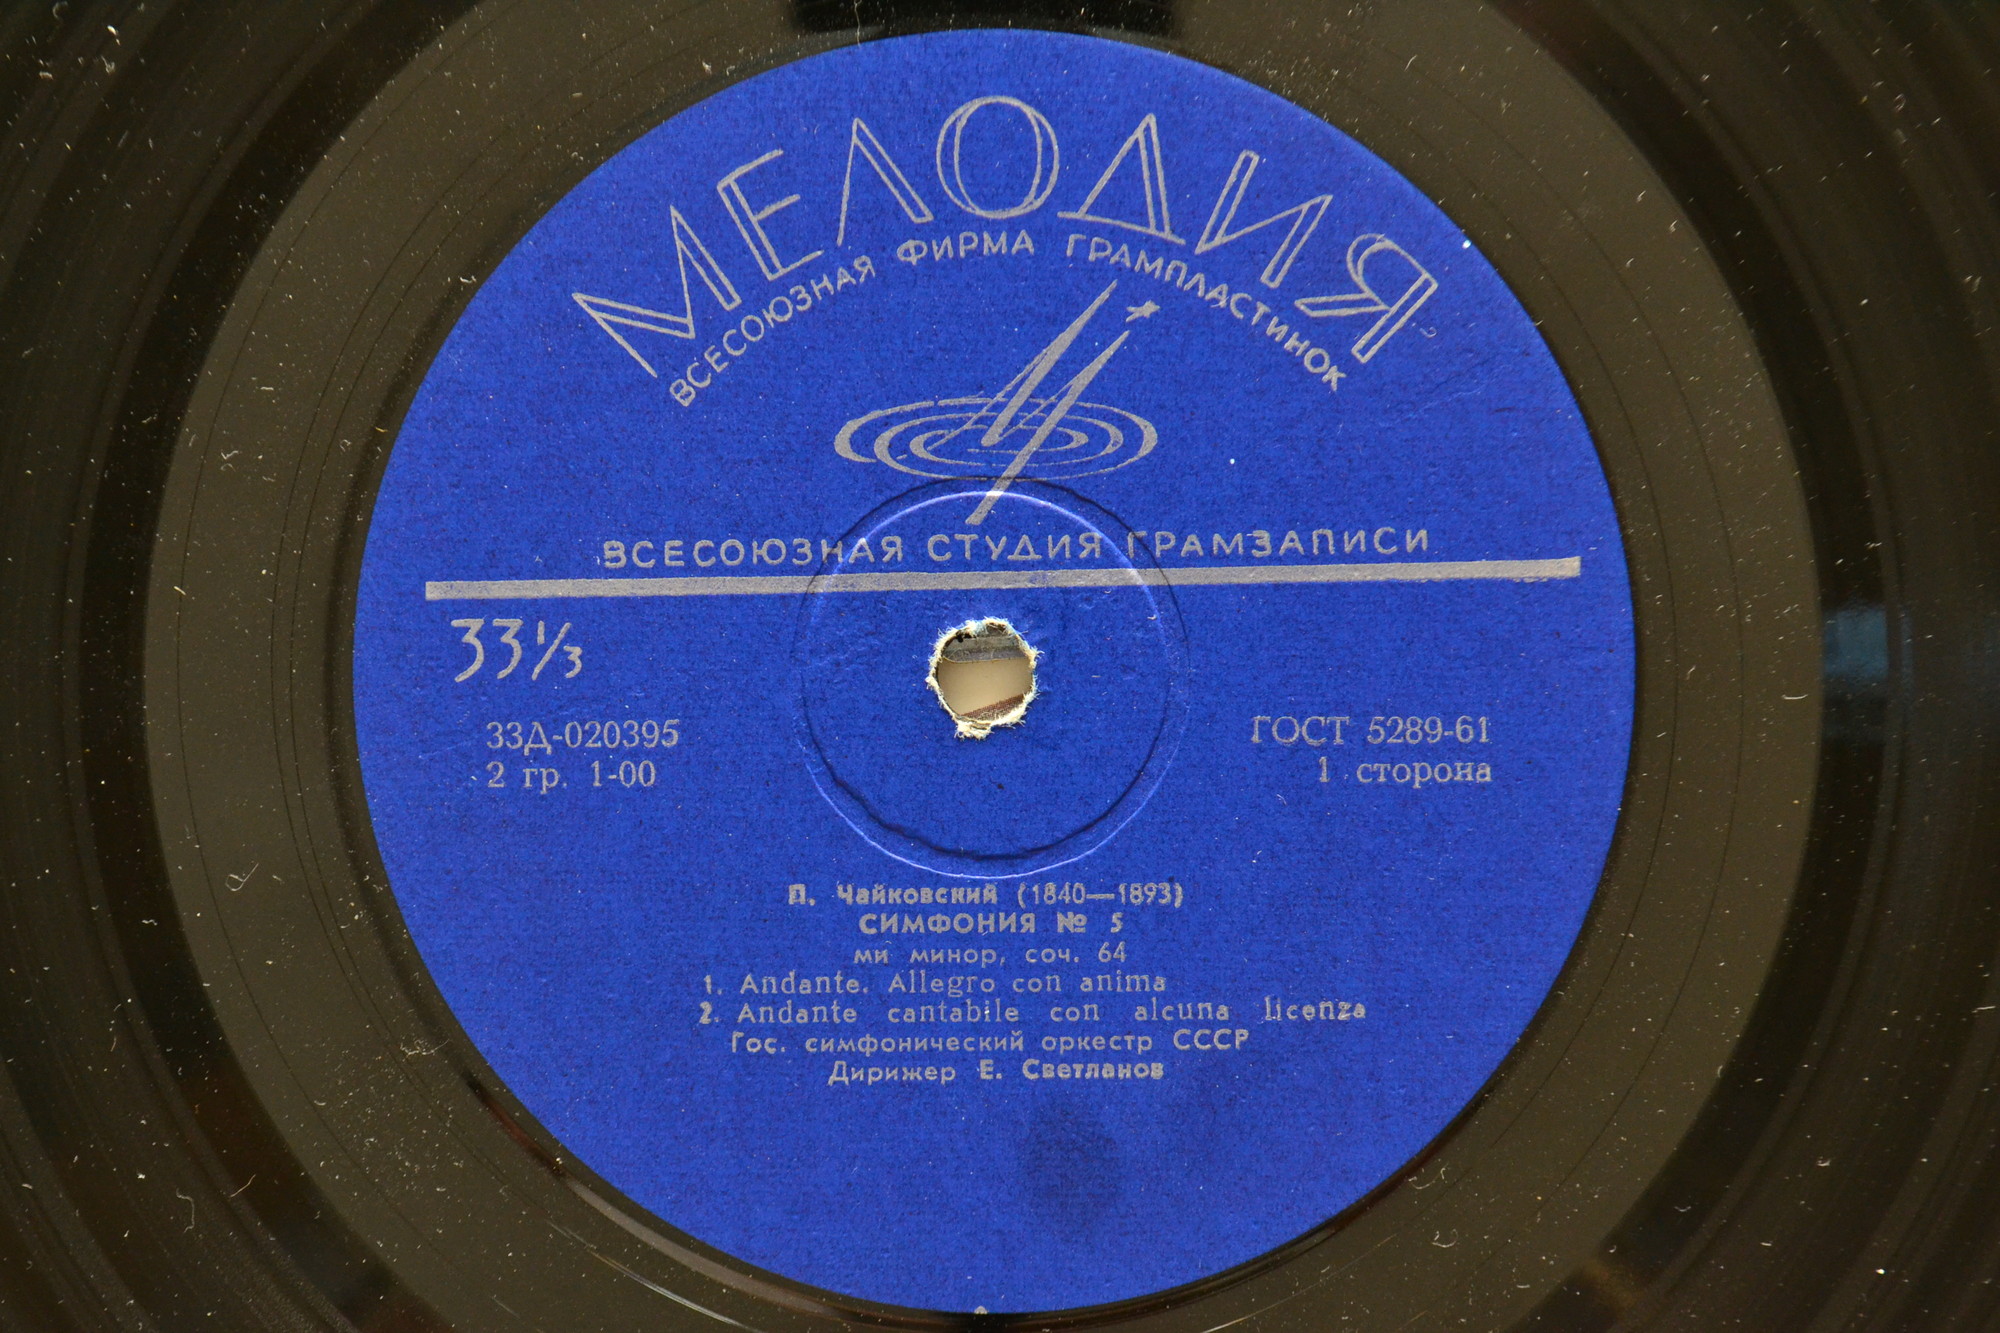 МЕЛОДИЯ
ВСЕСОЮЗНАЯ ФИРМА ГРАМПЛАСТИНОК
ВСЕСОЮЗНАЯ СТУДИЯ ГРАМЗАПИСИ
33⅓
33Д-020395
2 гр. 1-00
ГОСТ 5289-61
1 сторона
П. Чайковский (1840—1893)
СИМФОНИЯ № 5
ми минор, соч. 64
1. Andante. Allegro con anima
2. Andante cantabile con alcuna licenza
Гос. симфонический оркестр СССР
Дирижер Е. Светланов